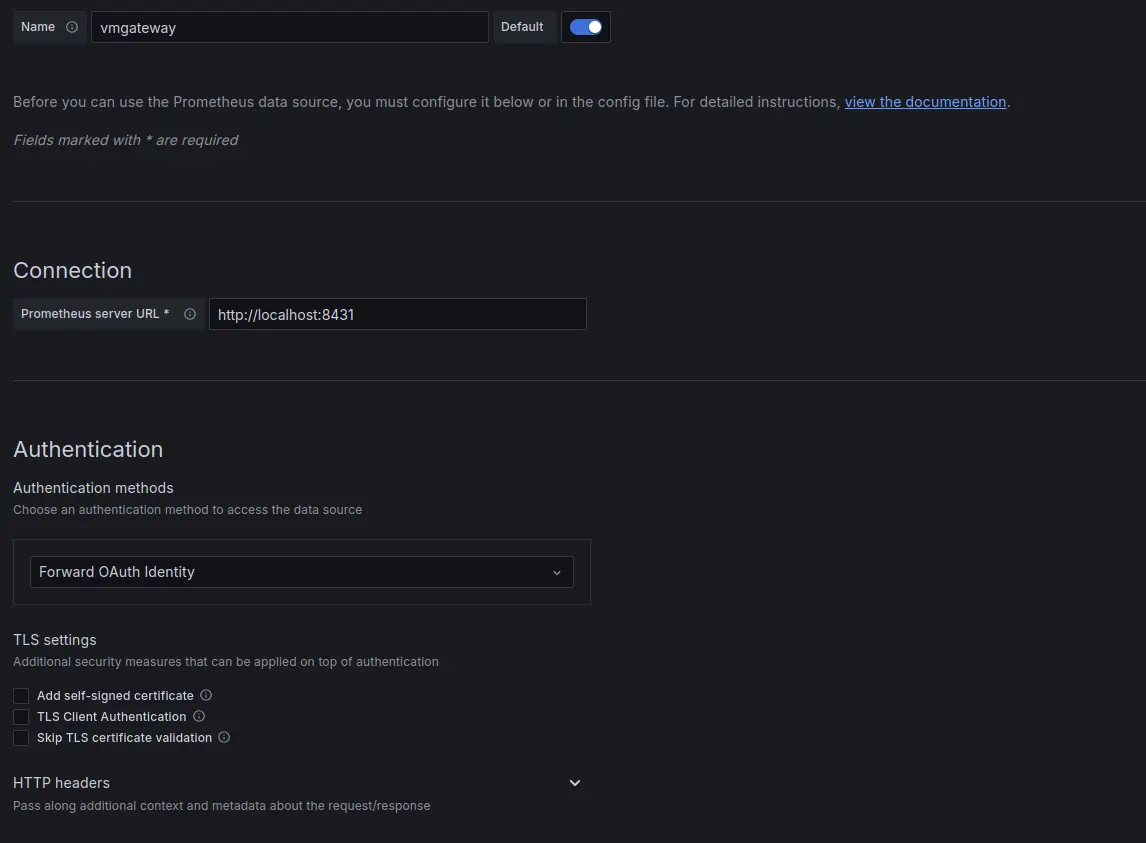 Name vmgateway Default
Before you can use the Prometheus data source, you must configure it below or in the config file. For detailed instructions, view the documentation.
Fields marked with * are required
Connection
Prometheus server URL * http://localhost:8431
Authentication
Authentication methods
Choose an authentication method to access the data source
Forward OAuth Identity
TLS settings
Additional security measures that can be applied on top of authentication
Add self-signed certificate
TLS Client Authentication
Skip TLS certificate validation
HTTP headers
Pass along additional context and metadata about the request/response